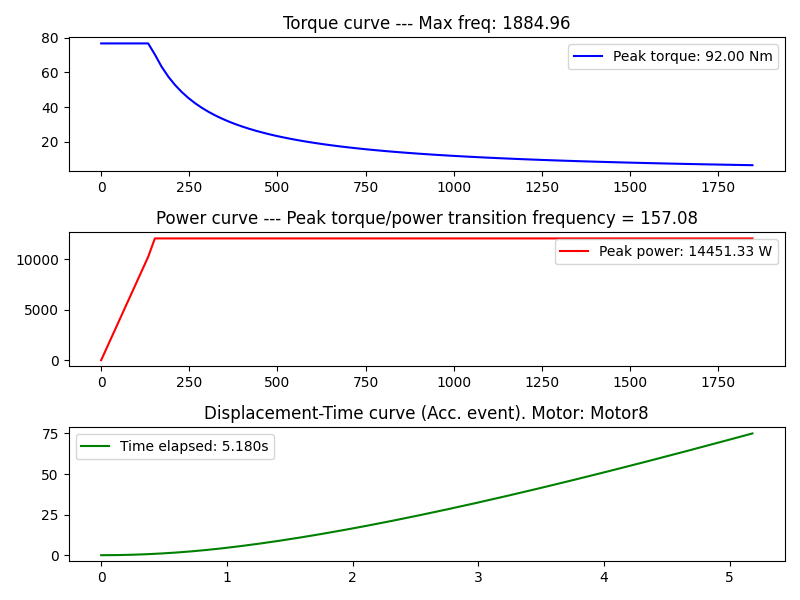 Torque curve --- Max freq: 1884.96
80
60
40
20
Peak torque: 92.00 Nm
0 250 500 750 1000 1250 1500 1750
Power curve --- Peak torque/power transition frequency = 157.08
10000
5000
0
Peak power: 14451.33 W
0 250 500 750 1000 1250 1500 1750
Displacement-Time curve (Acc. event). Motor: Motor8
75
50
25
0
Time elapsed: 5.180s
0 1 2 3 4 5